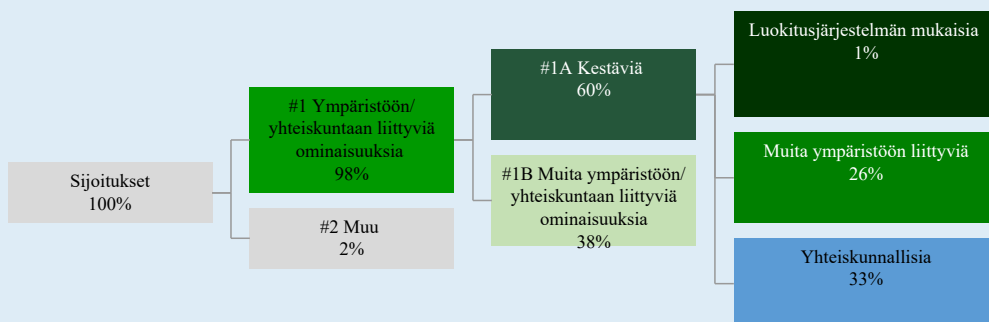 Sijoitukset
100%
#1 Ympäristöön/
yhteiskuntaan liittyviä
ominaisuuksia
98%
#2 Muu
2%
#1A Kestäviä
60%
#1B Muita ympäristöön/
yhteiskuntaan liittyviä
ominaisuuksia
38%
Luokitusjärjestelmän mukaisia
1%
Muita ympäristöön liittyviä
26%
Yhteiskunnallisia
33%